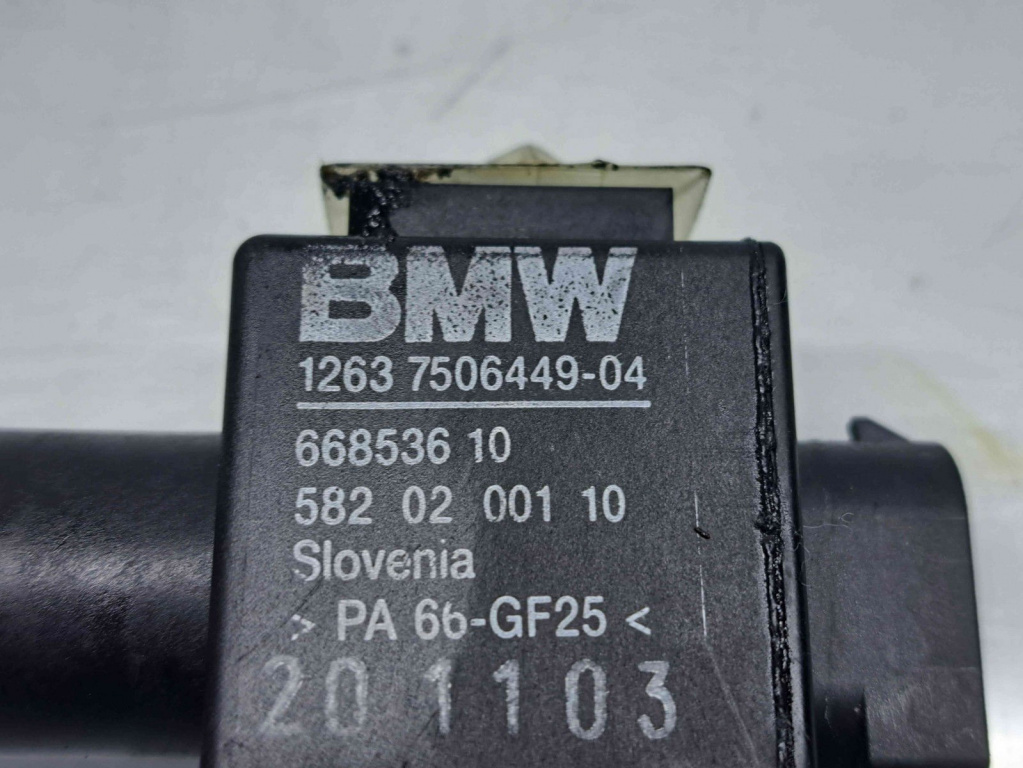 BMW
1263 7506449-04
668536 10
582 02 001 10
Slovenia
> PA 66-GF25 <
201103